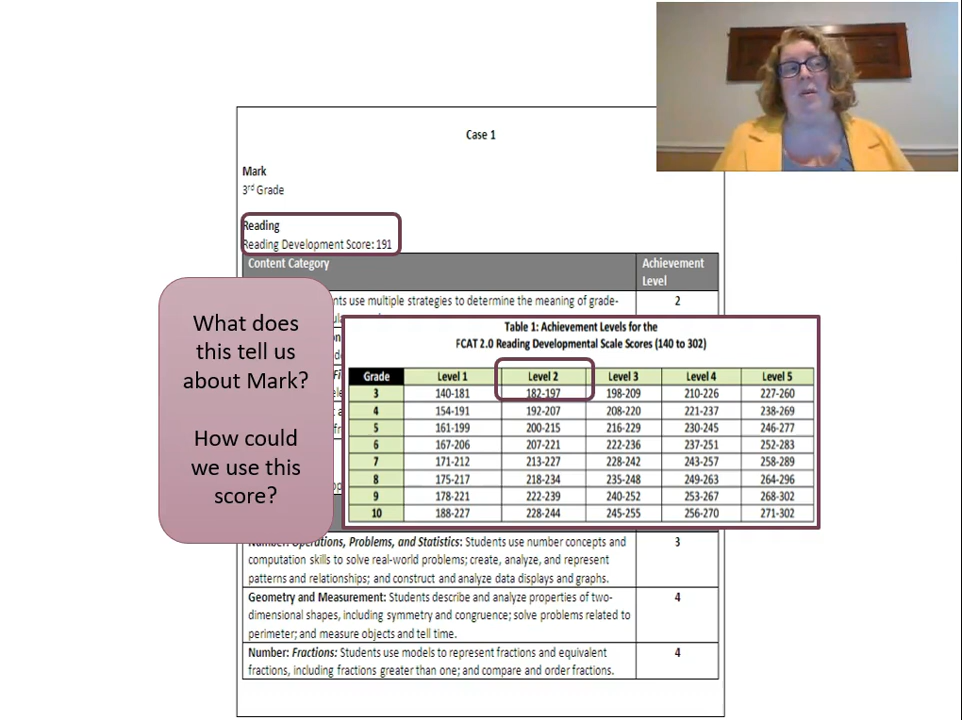 Case 1
Mark
3rd Grade
Reading
Reading Development Score: 191
Content Category
Achievement
Level
nts use multiple strategies to determine the meaning of grade-
2
What does
this tell us
about Mark?
How could
we use this
score?
Table 1: Achievement Levels for the
FCAT 2.0 Reading Developmental Scale Scores (140 to 302)
Grade Level 1 Level 2 Level 3 Level 4 Level 5
3 140-181 182-197 198-209 210-226 227-260
4 154-191 192-207 208-220 221-237 238-269
5 161-199 200-215 216-229 230-245 246-277
6 167-206 207-221 222-236 237-251 252-283
7 171-212 213-227 228-242 243-257 258-289
8 175-217 218-234 235-248 249-263 264-296
9 178-221 222-239 240-252 253-267 268-302
10 188-227 228-244 245-255 256-270 271-302
Number: Operations, Problems, and Statistics: Students use number concepts and
computation skills to solve real-world problems; create, analyze, and represent
patterns and relationships; and construct and analyze data displays and graphs.
3
Geometry and Measurement: Students describe and analyze properties of two-
dimensional shapes, including symmetry and congruence; solve problems related to
perimeter; and measure objects and tell time.
4
Number: Fractions: Students use models to represent fractions and equivalent
fractions, including fractions greater than one; and compare and order fractions.
4